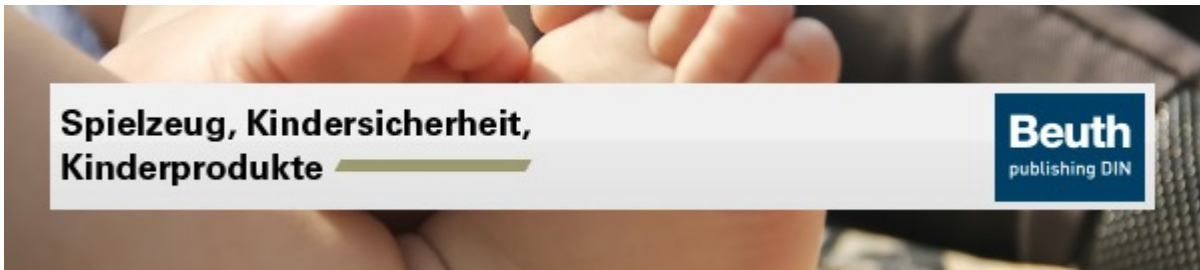 Spielzeug, Kindersicherheit,
Kinderprodukte
Beuth
publishing DIN